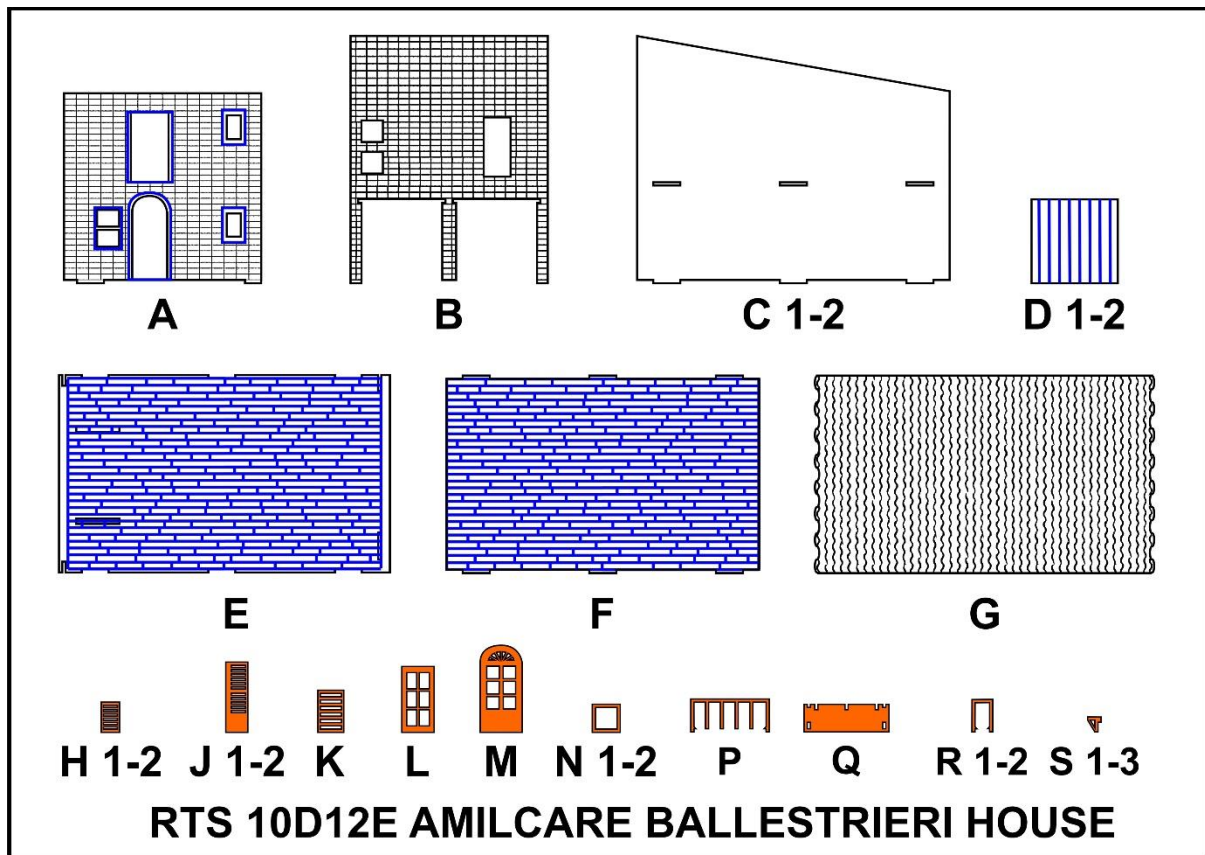 A B C 1-2 D 1-2
E F G
H 1-2 J 1-2 K L M N 1-2 P Q R 1-2 S 1-3
RTS 10D12E AMILCARE BALLESTRIERI HOUSE